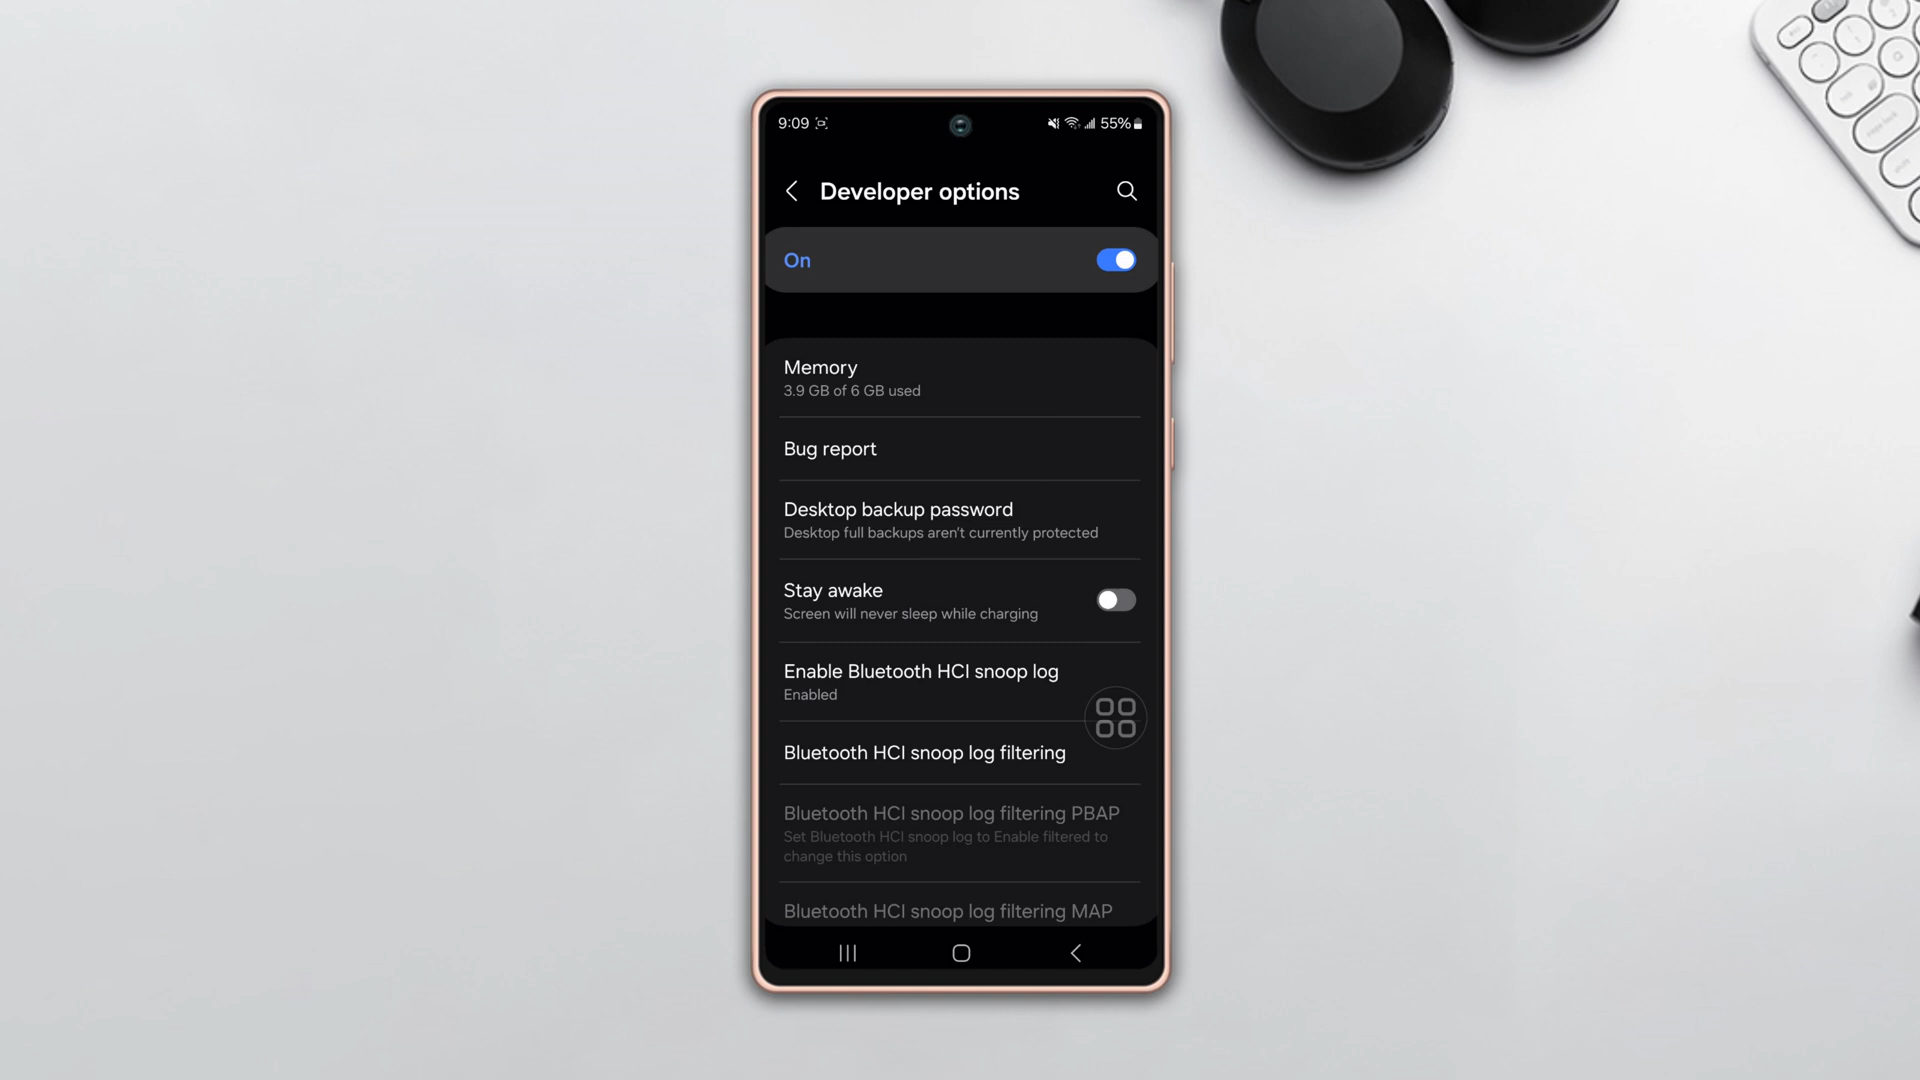 9:09 55%
Developer options
On
Memory
3.9 GB of 6 GB used
Bug report
Desktop backup password
Desktop full backups aren't currently protected
Stay awake
Screen will never sleep while charging
Enable Bluetooth HCI snoop log
Enabled
Bluetooth HCI snoop log filtering
Bluetooth HCI snoop log filtering PBAP
Set Bluetooth HCI snoop log to Enable filtered to
change this option
Bluetooth HCI snoop log filtering MAP